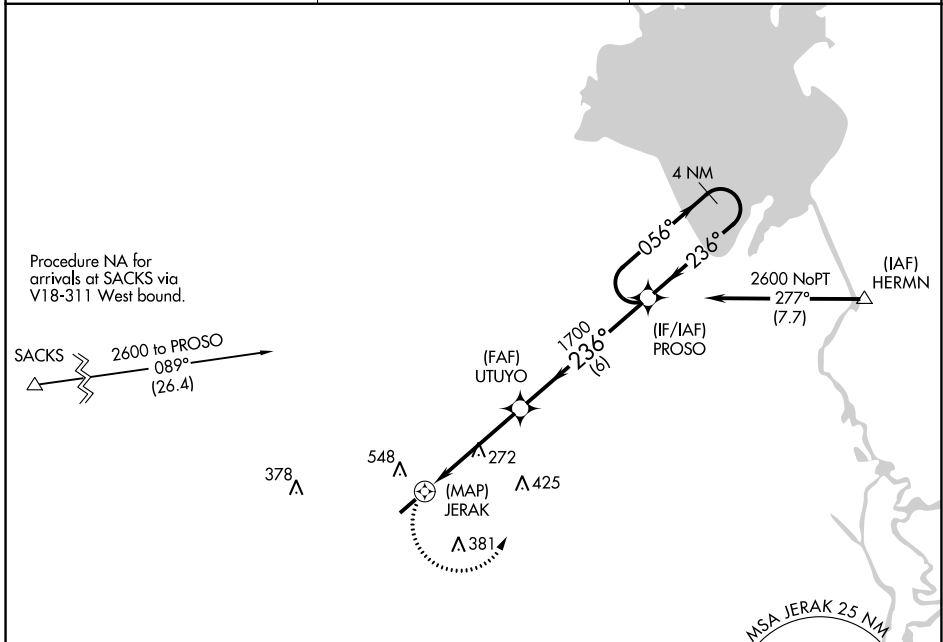 4 NM
056°
236°
Procedure NA for
arrivals at SACKS via
V18-311 West bound.
2600 NoPT
277°
(7.7)
(IAF)
HERMN
(IF/IAF)
PROSO
1700
236°
(6)
SACKS
2600 to PROSO
089°
(26.4)
(FAF)
UTUYO
548
272
378
425
(MAP)
JERAK
381
MSA JERAK 25 NM